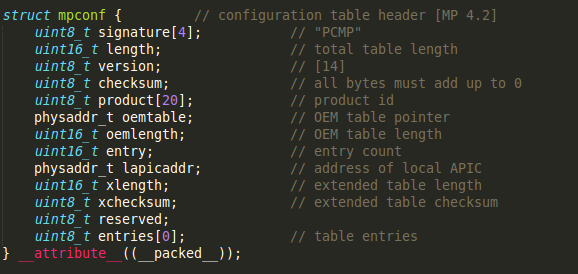 struct mpconf { // configuration table header [MP 4.2]
uint8_t signature[4]; // "PCMP"
uint16_t length; // total table length
uint8_t version; // [14]
uint8_t checksum; // all bytes must add up to 0
uint8_t product[20]; // product id
physaddr_t oemtable; // OEM table pointer
uint16_t oemlength; // OEM table length
uint16_t entry; // entry count
physaddr_t lapicaddr; // address of local APIC
uint16_t xlength; // extended table length
uint8_t xchecksum; // extended table checksum
uint8_t reserved;
uint8_t entries[0]; // table entries
} __attribute__((__packed__));